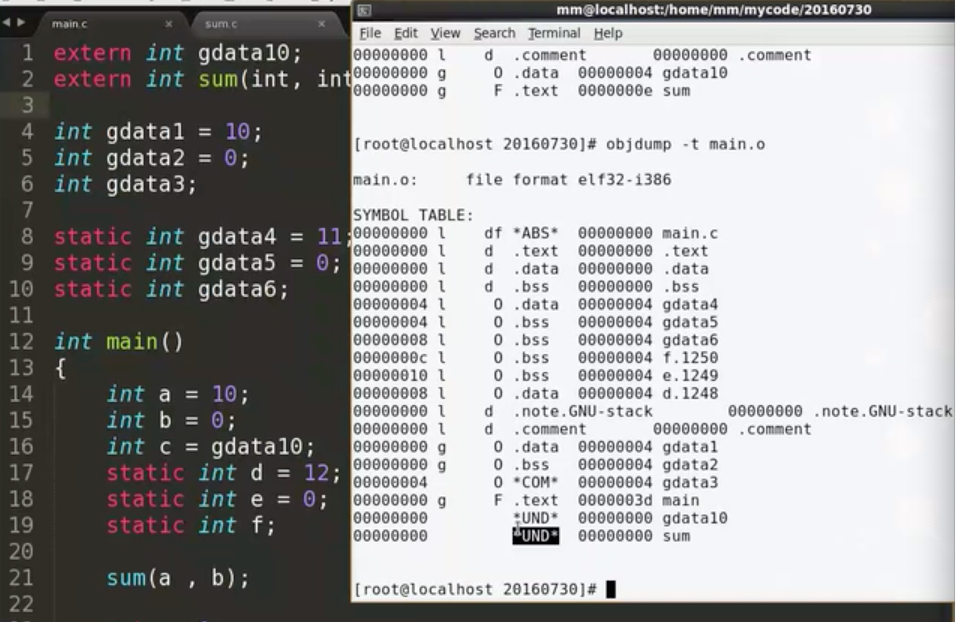 main.c × sum.c ×
1 extern int gdata10;
2 extern int sum(int, int
3
4 int gdata1 = 10;
5 int gdata2 = 0;
6 int gdata3;
7
8 static int gdata4 = 11;
9 static int gdata5 = 0;
10 static int gdata6;
11
12 int main()
13 {
14 int a = 10;
15 int b = 0;
16 int c = gdata10;
17 static int d = 12;
18 static int e = 0;
19 static int f;
20
21 sum(a , b);
22
mm@localhost:/home/mm/mycode/20160730
File Edit View Search Terminal Help
00000000 l d .comment 00000000 .comment
00000000 g O .data 00000004 gdata10
00000000 g F .text 0000000e sum
[root@localhost 20160730]# objdump -t main.o
main.o: file format elf32-i386
SYMBOL TABLE:
00000000 l df *ABS* 00000000 main.c
00000000 l d .text 00000000 .text
00000000 l d .data 00000000 .data
00000000 l d .bss 00000000 .bss
00000004 l O .data 00000004 gdata4
00000004 l O .bss 00000004 gdata5
00000008 l O .bss 00000004 gdata6
0000000c l O .bss 00000004 f.1250
00000010 l O .bss 00000004 e.1249
00000008 l O .data 00000004 d.1248
00000000 l d .note.GNU-stack 00000000 .note.GNU-stack
00000000 l d .comment 00000000 .comment
00000000 g O .data 00000004 gdata1
00000000 g O .bss 00000004 gdata2
00000004 O *COM* 00000004 gdata3
00000000 g F .text 0000003d main
00000000 *UND* 00000000 gdata10
00000000 *UND* 00000000 sum
[root@localhost 20160730]#